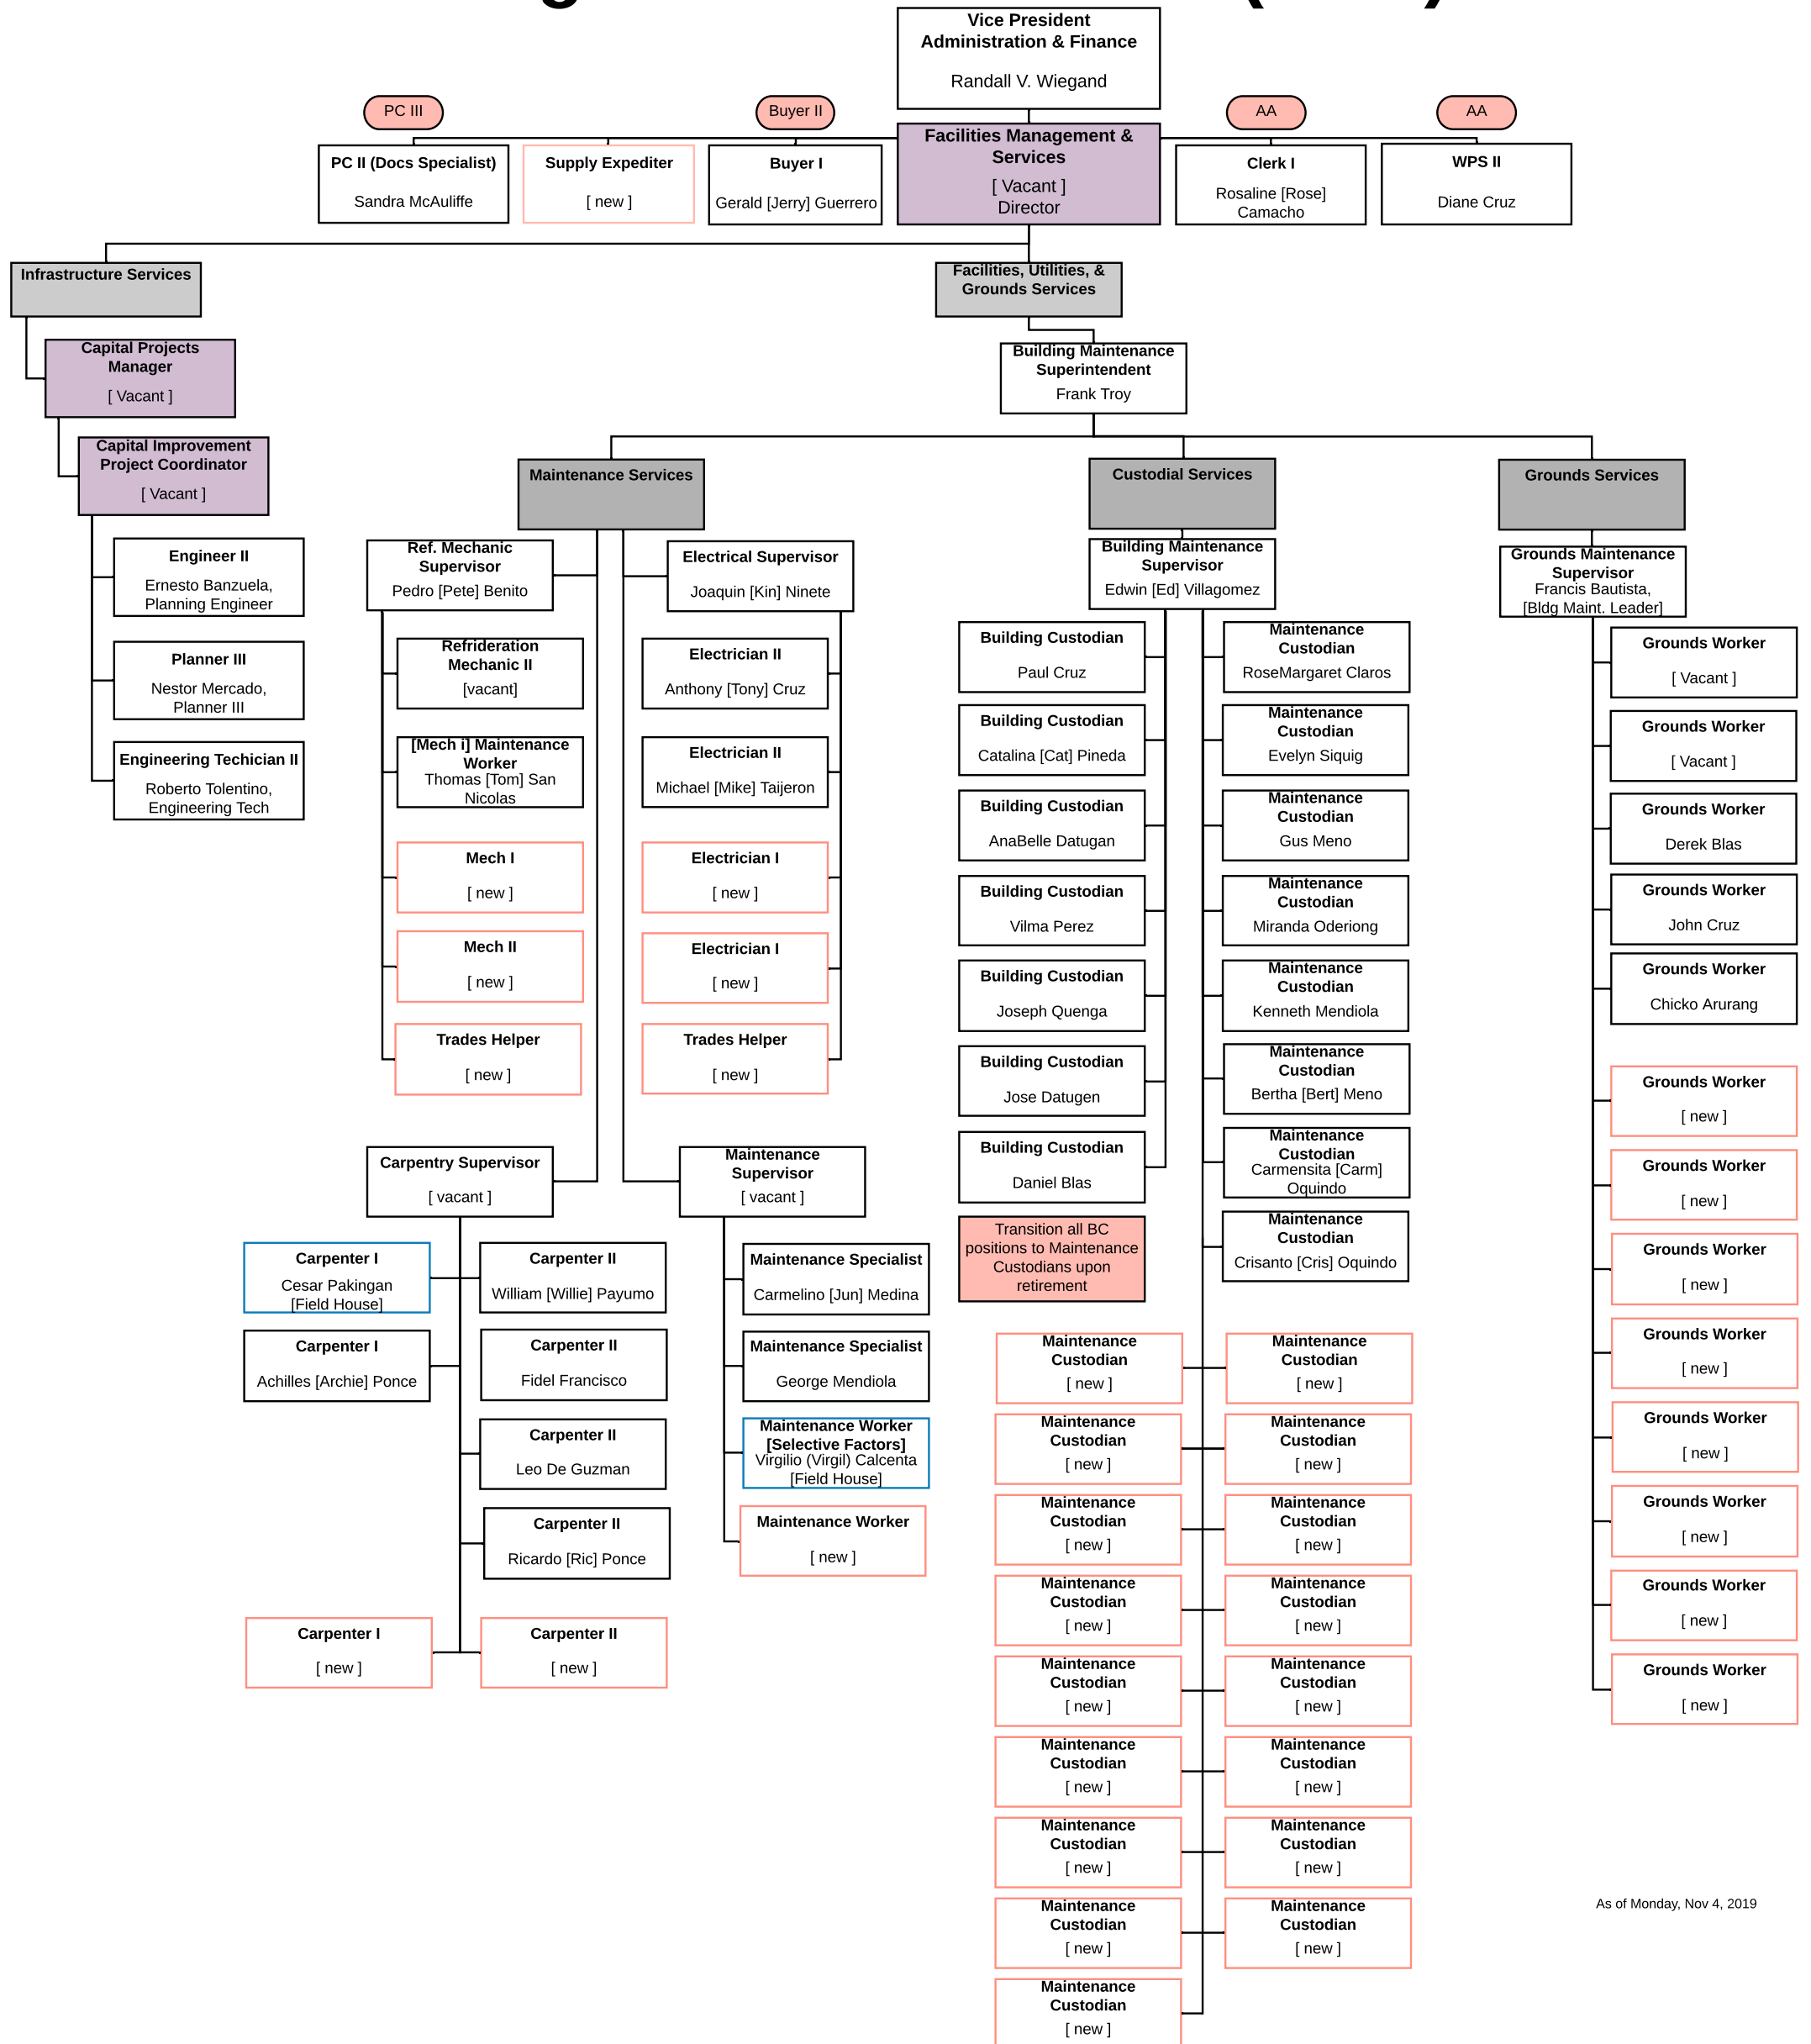 Vice President
Administration & Finance
Randall V. Wiegand
PC III
Buyer II
AA
AA
PC II (Docs Specialist)
Sandra McAuliffe
Supply Expediter
[ new ]
Buyer I
Gerald [Jerry] Guerrero
Facilities Management &
Services
[ Vacant ]
Director
Clerk I
Rosaline [Rose]
Camacho
WPS II
Diane Cruz
Infrastructure Services
Facilities, Utilities, &
Grounds Services
Capital Projects
Manager
[ Vacant ]
Capital Improvement
Project Coordinator
[ Vacant ]
Engineer II
Ernesto Banzuela,
Planning Engineer
Planner III
Nestor Mercado,
Planner III
Engineering Techician II
Roberto Tolentino,
Engineering Tech
Building Maintenance
Superintendent
Frank Troy
Maintenance Services
Custodial Services
Grounds Services
Ref. Mechanic
Supervisor
Pedro [Pete] Benito
Refrideration
Mechanic II
[vacant]
[Mech i] Maintenance
Worker
Thomas [Tom] San
Nicolas
Mech I
[ new ]
Mech II
[ new ]
Trades Helper
[ new ]
Electrical Supervisor
Joaquin [Kin] Ninete
Electrician II
Anthony [Tony] Cruz
Electrician II
Michael [Mike] Taijeron
Electrician I
[ new ]
Electrician I
[ new ]
Trades Helper
[ new ]
Carpentry Supervisor
[ vacant ]
Carpenter I
Cesar Pakingan
[Field House]
Carpenter II
William [Willie] Payumo
Carpenter I
Achilles [Archie] Ponce
Carpenter II
Fidel Francisco
Carpenter II
Leo De Guzman
Carpenter II
Ricardo [Ric] Ponce
Carpenter I
[ new ]
Carpenter II
[ new ]
Maintenance
Supervisor
[ vacant ]
Maintenance Specialist
Carmelino [Jun] Medina
Maintenance Specialist
George Mendiola
Maintenance Worker
[Selective Factors]
Virgilio (Virgil) Calcenta
[Field House]
Maintenance Worker
[ new ]
Building Maintenance
Supervisor
Edwin [Ed] Villagomez
Building Custodian
Paul Cruz
Building Custodian
Catalina [Cat] Pineda
Building Custodian
AnaBelle Datugan
Building Custodian
Vilma Perez
Building Custodian
Joseph Quenga
Building Custodian
Jose Datugen
Building Custodian
Daniel Blas
Transition all BC
positions to Maintenance
Custodians upon
retirement
Maintenance
Custodian
RoseMargaret Claros
Maintenance
Custodian
Evelyn Siquig
Maintenance
Custodian
Gus Meno
Maintenance
Custodian
Miranda Oderiong
Maintenance
Custodian
Kenneth Mendiola
Maintenance
Custodian
Bertha [Bert] Meno
Maintenance
Custodian
Carmensita [Carm]
Oquindo
Maintenance
Custodian
Crisanto [Cris] Oquindo
Maintenance
Custodian
[ new ]
Maintenance
Custodian
[ new ]
Maintenance
Custodian
[ new ]
Maintenance
Custodian
[ new ]
Maintenance
Custodian
[ new ]
Maintenance
Custodian
[ new ]
Maintenance
Custodian
[ new ]
Maintenance
Custodian
[ new ]
Maintenance
Custodian
[ new ]
Maintenance
Custodian
[ new ]
Maintenance
Custodian
[ new ]
Maintenance
Custodian
[ new ]
Maintenance
Custodian
[ new ]
Maintenance
Custodian
[ new ]
Maintenance
Custodian
[ new ]
Maintenance
Custodian
[ new ]
Maintenance
Custodian
[ new ]
Grounds Maintenance
Supervisor
Francis Bautista,
[Bldg Maint. Leader]
Grounds Worker
[ Vacant ]
Grounds Worker
[ Vacant ]
Grounds Worker
Derek Blas
Grounds Worker
John Cruz
Grounds Worker
Chicko Arurang
Grounds Worker
[ new ]
Grounds Worker
[ new ]
Grounds Worker
[ new ]
Grounds Worker
[ new ]
Grounds Worker
[ new ]
Grounds Worker
[ new ]
Grounds Worker
[ new ]
Grounds Worker
[ new ]
As of Monday, Nov 4, 2019